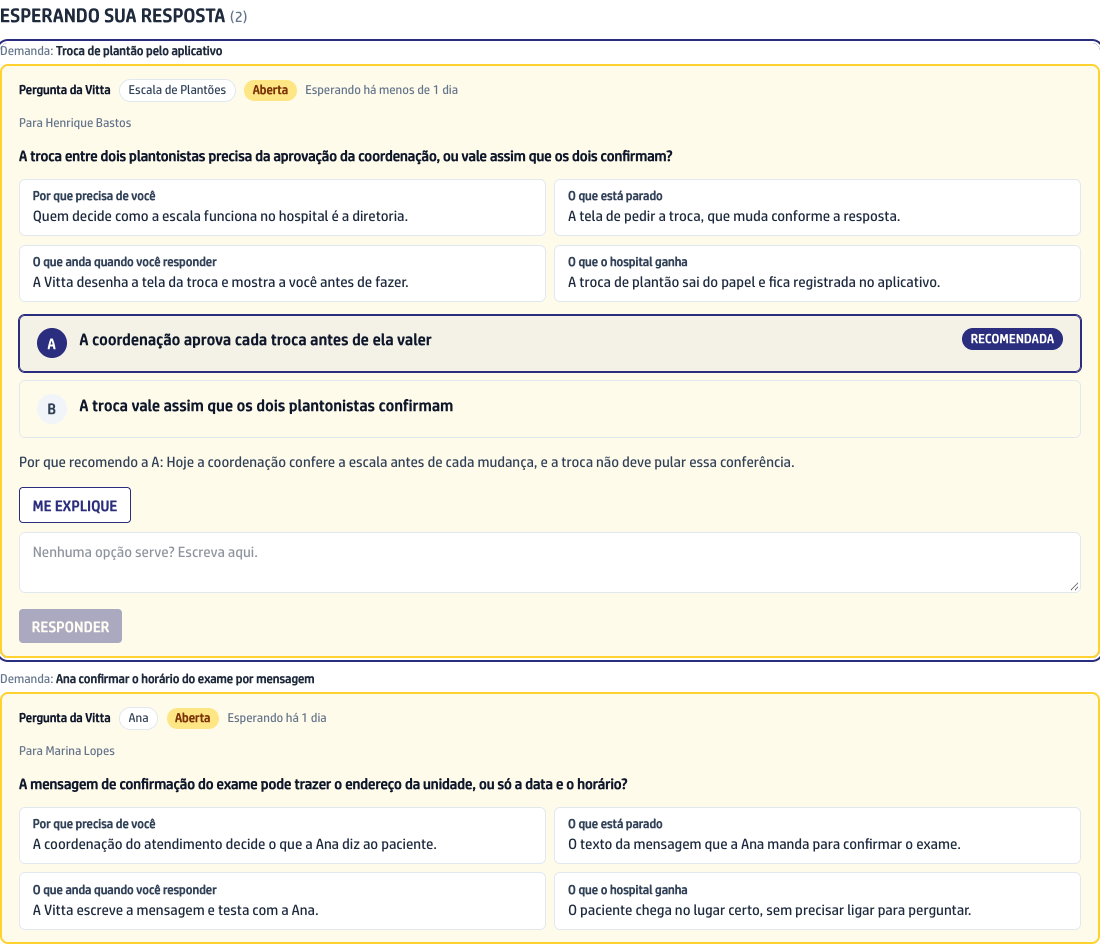 ESPERANDO SUA RESPOSTA (2)
Demanda: Troca de plantão pelo aplicativo
Pergunta da Vitta Escala de Plantões Aberta Esperando há menos de 1 dia
Para Henrique Bastos
A troca entre dois plantonistas precisa da aprovação da coordenação, ou vale assim que os dois confirmam?
Por que precisa de você
Quem decide como a escala funciona no hospital é a diretoria.
O que está parado
A tela de pedir a troca, que muda conforme a resposta.
O que anda quando você responder
A Vitta desenha a tela da troca e mostra a você antes de fazer.
O que o hospital ganha
A troca de plantão sai do papel e fica registrada no aplicativo.
A A coordenação aprova cada troca antes de ela valer RECOMENDADA
B A troca vale assim que os dois plantonistas confirmam
Por que recomendo a A: Hoje a coordenação confere a escala antes de cada mudança, e a troca não deve pular essa conferência.
ME EXPLIQUE
Nenhuma opção serve? Escreva aqui.
RESPONDER
Demanda: Ana confirmar o horário do exame por mensagem
Pergunta da Vitta Ana Aberta Esperando há 1 dia
Para Marina Lopes
A mensagem de confirmação do exame pode trazer o endereço da unidade, ou só a data e o horário?
Por que precisa de você
A coordenação do atendimento decide o que a Ana diz ao paciente.
O que está parado
O texto da mensagem que a Ana manda para confirmar o exame.
O que anda quando você responder
A Vitta escreve a mensagem e testa com a Ana.
O que o hospital ganha
O paciente chega no lugar certo, sem precisar ligar para perguntar.